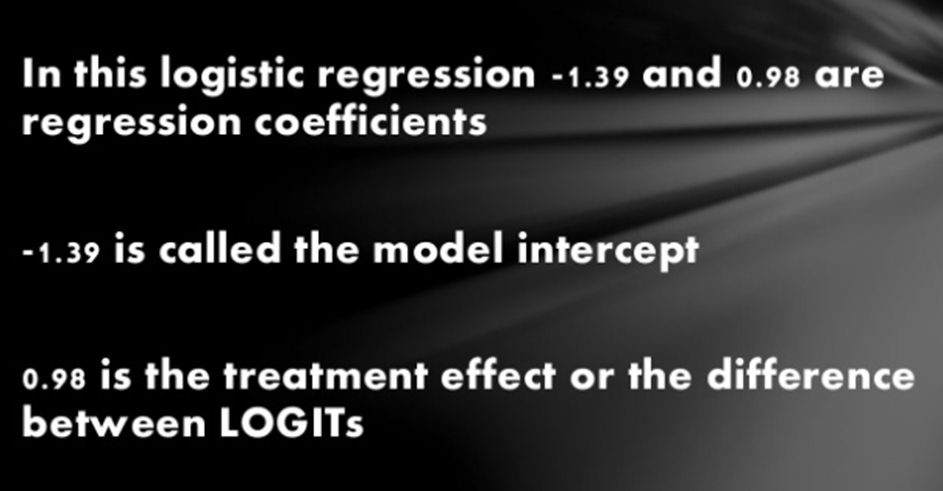 In this logistic regression -1.39 and 0.98 are
regression coefficients
-1.39 is called the model intercept
0.98 is the treatment effect or the difference
between LOGITs